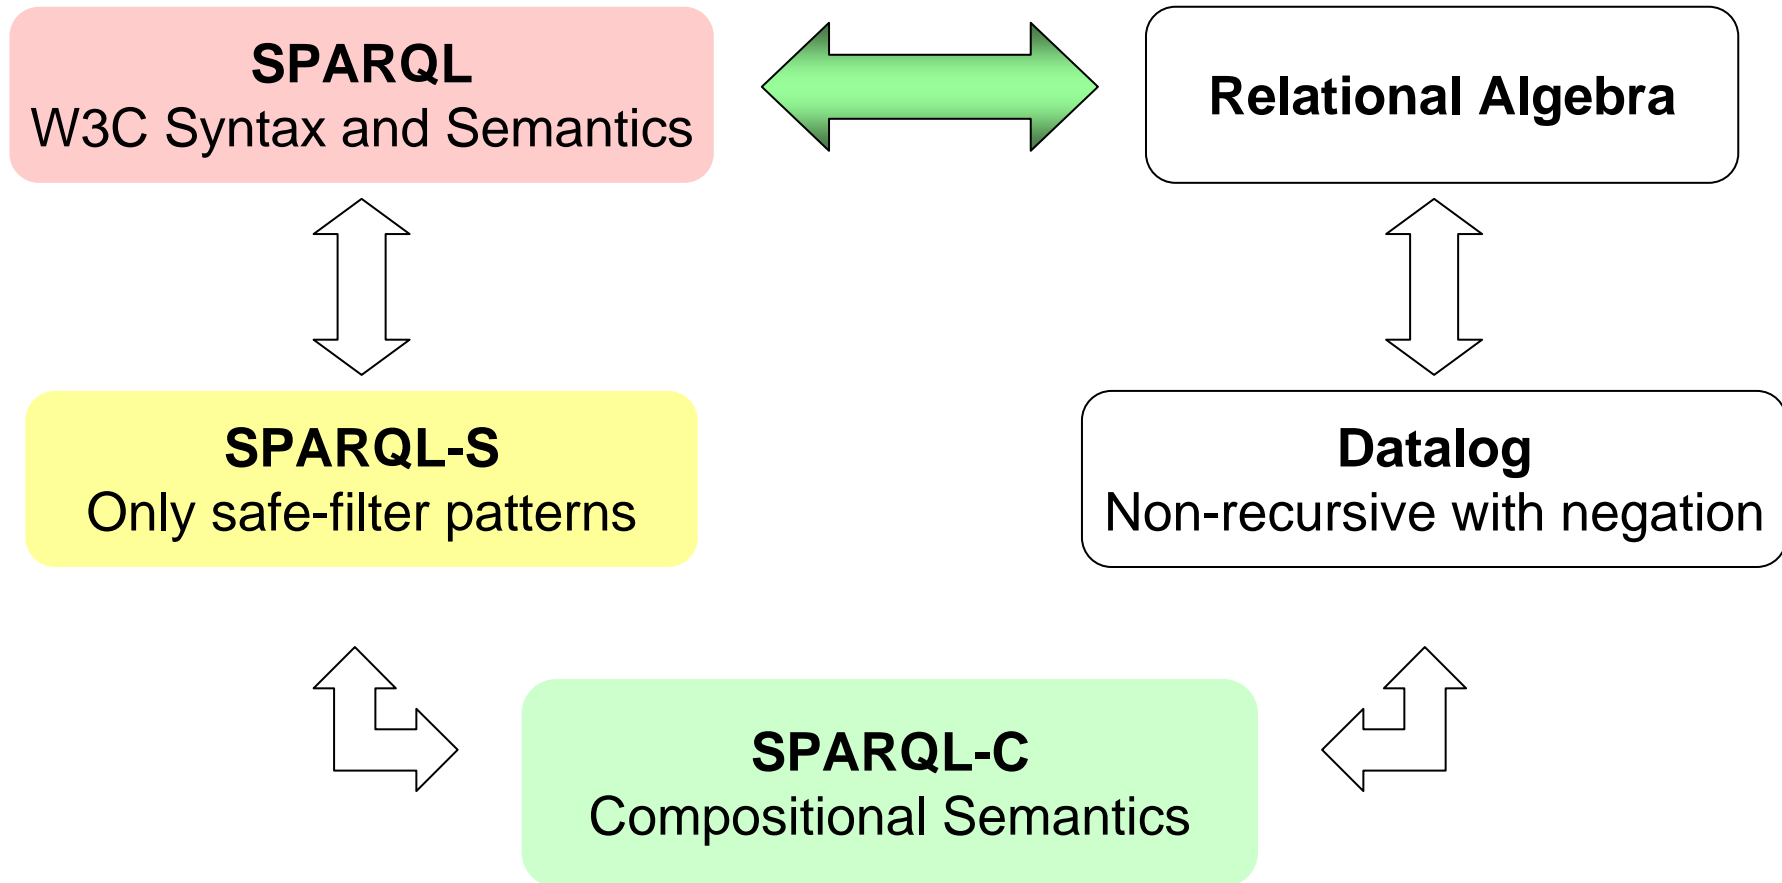 SPARQL
W3C Syntax and Semantics
Relational Algebra
SPARQL-S
Only safe-filter patterns
Datalog
Non-recursive with negation
SPARQL-C
Compositional Semantics